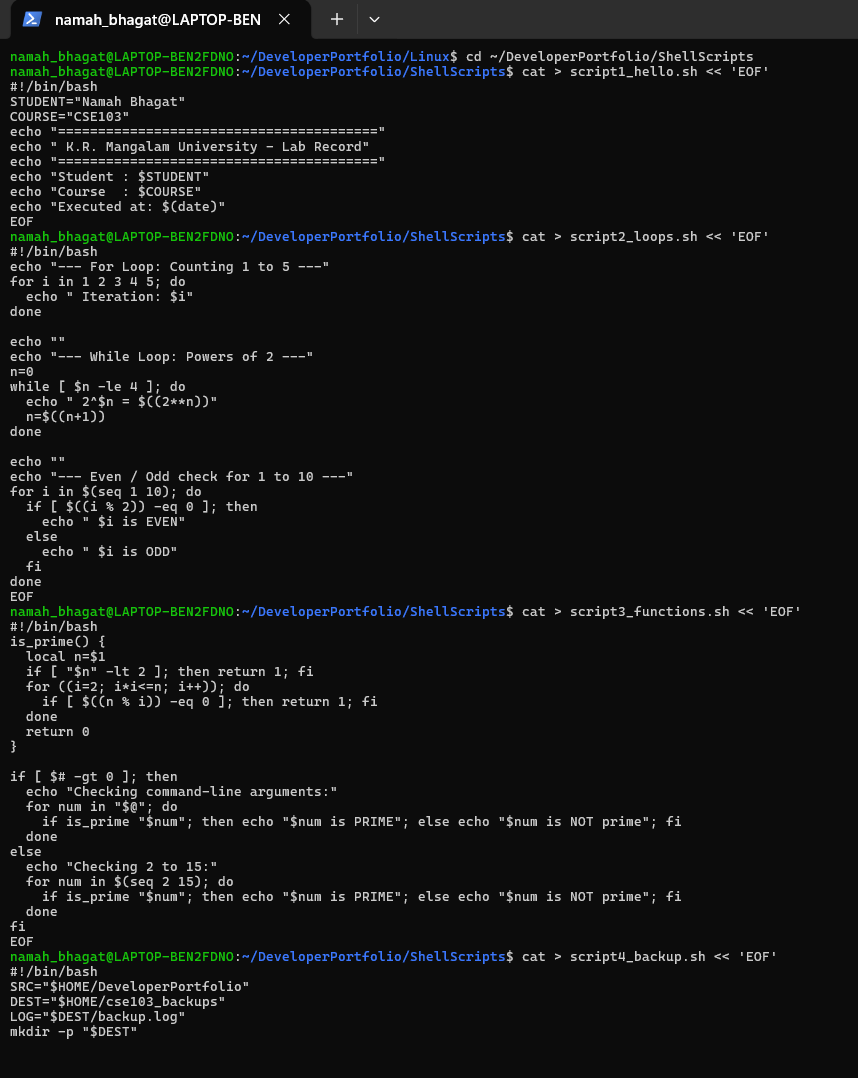 namah_bhagat@LAPTOP-BEN
namah_bhagat@LAPTOP-BEN2FDNO:~/DeveloperPortfolio/Linux$ cd ~/DeveloperPortfolio/ShellScripts
namah_bhagat@LAPTOP-BEN2FDNO:~/DeveloperPortfolio/ShellScripts$ cat > script1_hello.sh << 'EOF'
#!/bin/bash
STUDENT="Namah Bhagat"
COURSE="CSE103"
echo "========================================"
echo " K.R. Mangalam University - Lab Record"
echo "========================================"
echo "Student : $STUDENT"
echo "Course  : $COURSE"
echo "Executed at: $(date)"
EOF
namah_bhagat@LAPTOP-BEN2FDNO:~/DeveloperPortfolio/ShellScripts$ cat > script2_loops.sh << 'EOF'
#!/bin/bash
echo "--- For Loop: Counting 1 to 5 ---"
for i in 1 2 3 4 5; do
  echo " Iteration: $i"
done

echo ""
echo "--- While Loop: Powers of 2 ---"
n=0
while [ $n -le 4 ]; do
  echo " 2^$n = $((2**n))"
  n=$((n+1))
done

echo ""
echo "--- Even / Odd check for 1 to 10 ---"
for i in $(seq 1 10); do
  if [ $((i % 2)) -eq 0 ]; then
    echo " $i is EVEN"
  else
    echo " $i is ODD"
  fi
done
EOF
namah_bhagat@LAPTOP-BEN2FDNO:~/DeveloperPortfolio/ShellScripts$ cat > script3_functions.sh << 'EOF'
#!/bin/bash
is_prime() {
  local n=$1
  if [ "$n" -lt 2 ]; then return 1; fi
  for ((i=2; i*i<=n; i++)); do
    if [ $((n % i)) -eq 0 ]; then return 1; fi
  done
  return 0
}

if [ $# -gt 0 ]; then
  echo "Checking command-line arguments:"
  for num in "$@"; do
    if is_prime "$num"; then echo "$num is PRIME"; else echo "$num is NOT prime"; fi
  done
else
  echo "Checking 2 to 15:"
  for num in $(seq 2 15); do
    if is_prime "$num"; then echo "$num is PRIME"; else echo "$num is NOT prime"; fi
  done
fi
EOF
namah_bhagat@LAPTOP-BEN2FDNO:~/DeveloperPortfolio/ShellScripts$ cat > script4_backup.sh << 'EOF'
#!/bin/bash
SRC="$HOME/DeveloperPortfolio"
DEST="$HOME/cse103_backups"
LOG="$DEST/backup.log"
mkdir -p "$DEST"